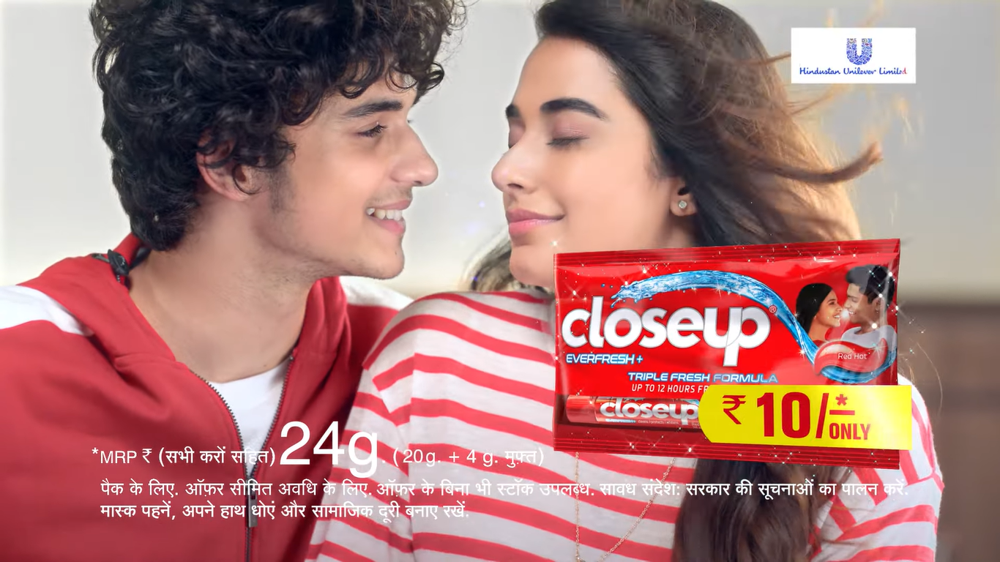 Hindustan Unilever Limited
closeup®
EVERFRESH+
Red Hot
TRIPLE FRESH FORMULA
UP TO 12 HOURS FR
closeup
EVERFRESH+
₹10/* ONLY
*MRP ₹ (सभी करों सहित) 24g. (20g. + 4 g. मुफ़्त)
पैक के लिए. ऑफ़र सीमित अवधि के लिए. ऑफ़र के बिना भी स्टॉक उपलब्ध. सावध संदेश: सरकार की सूचनाओं का पालन करें.
मास्क पहनें, अपने हाथ धोएं और सामाजिक दूरी बनाए रखें.